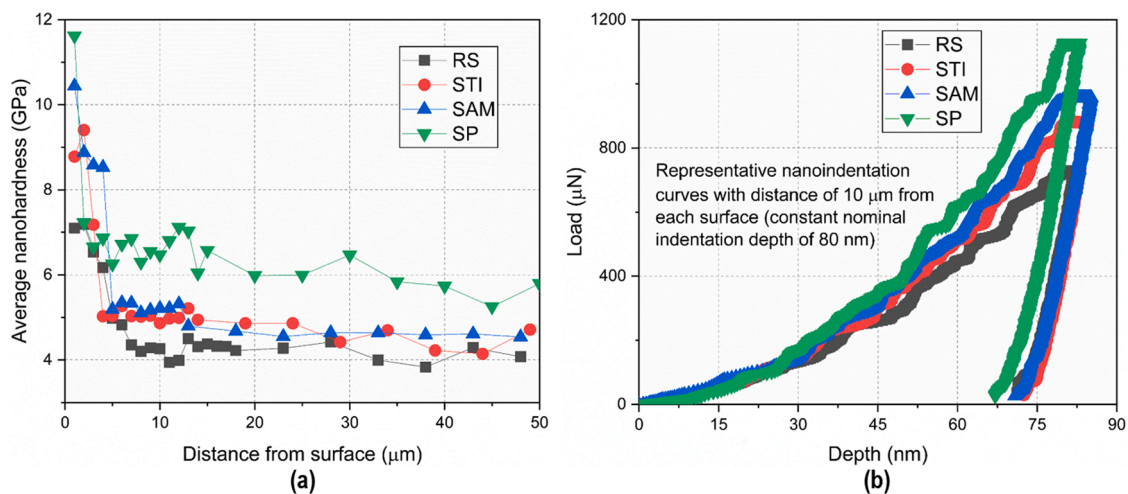 12
10
8
6
4
0
10
20
30
40
50
Average nanohardness (GPa)
Distance from surface (μm)
RS
STI
SAM
SP
(a)
1200
800
400
0
0
15
30
45
60
75
90
Load (μN)
Depth (nm)
RS
STI
SAM
SP
Representative nanoindentation
curves with distance of 10 μm from
each surface (constant nominal
indentation depth of 80 nm)
(b)